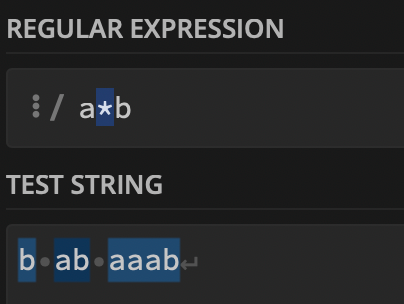 REGULAR EXPRESSION
⋮ / a*b
TEST STRING
b·ab·aaab↵